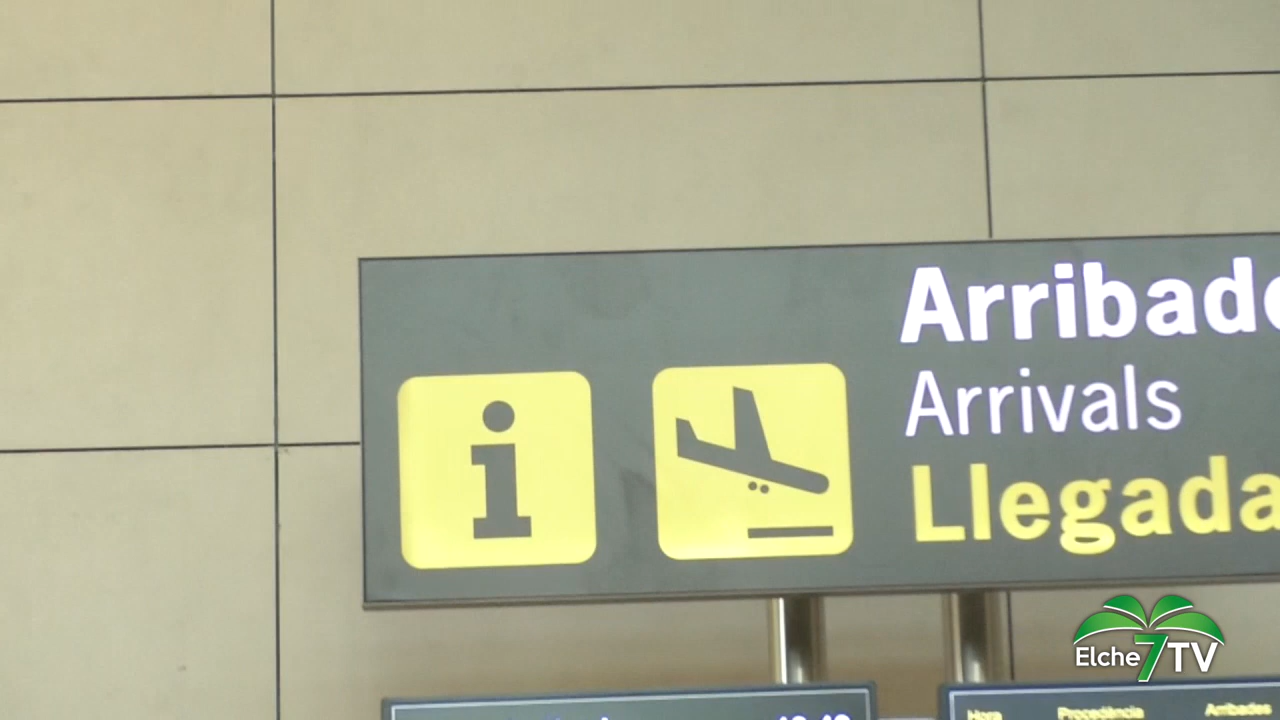 Arribade
Arrivals
Llegada
i
Elche 7 TV
Hora Procedència Arribades